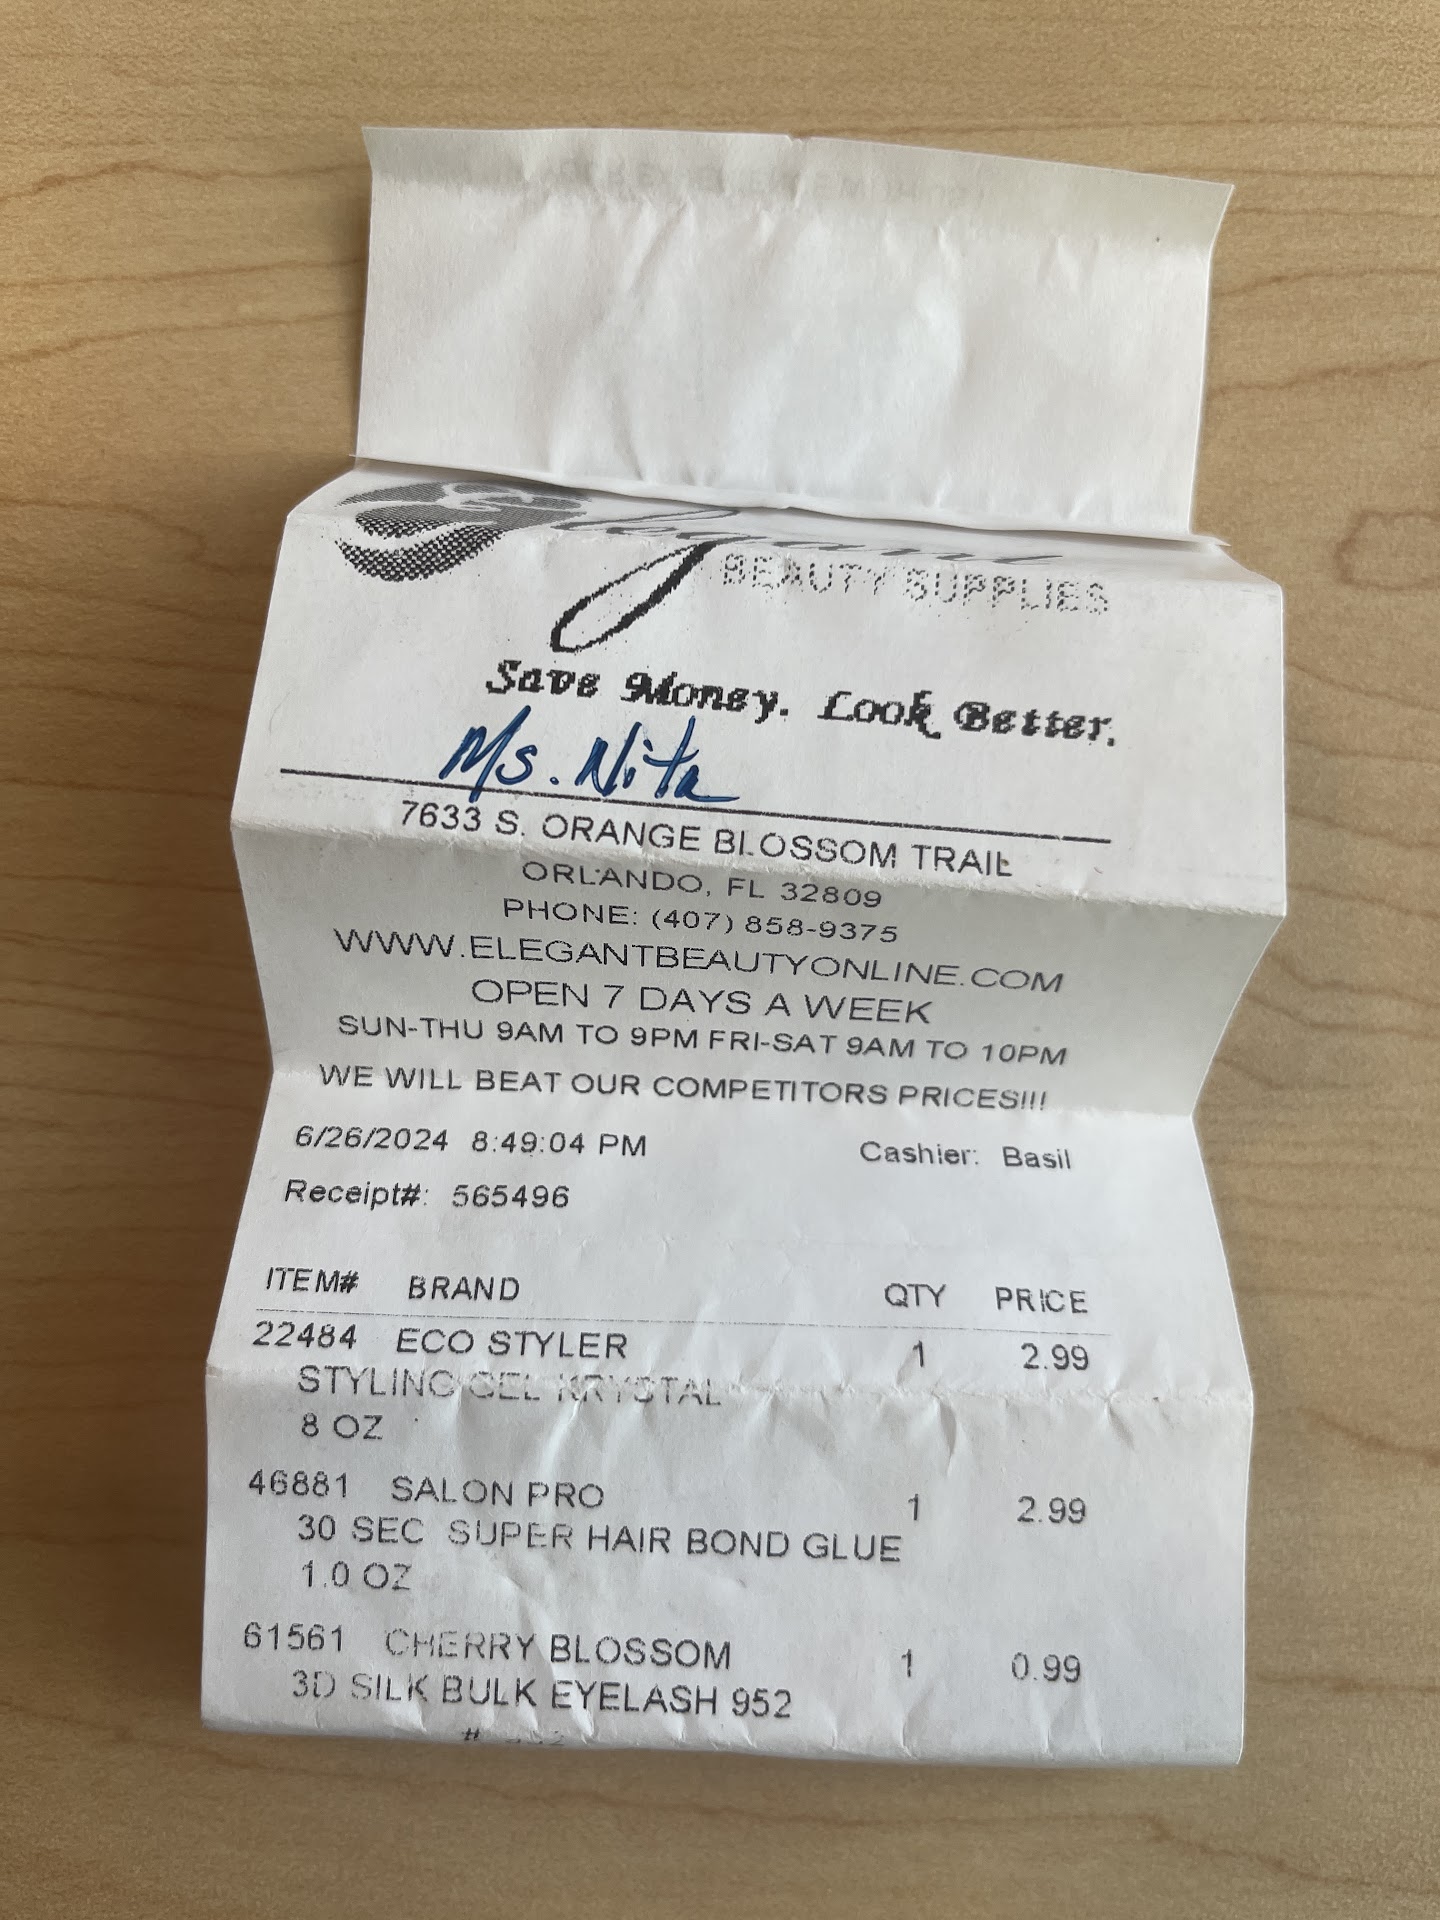 Elegant
BEAUTY SUPPLIES
Save Money. Look Better.
Ms. Nita
7633 S. ORANGE BLOSSOM TRAIL
ORLANDO, FL 32809
PHONE: (407) 858-9375
WWW.ELEGANTBEAUTYONLINE.COM
OPEN 7 DAYS A WEEK
SUN-THU 9AM TO 9PM FRI-SAT 9AM TO 10PM
WE WILL BEAT OUR COMPETITORS PRICES!!!
6/26/2024 8:49:04 PM Cashier: Basil
Receipt#: 565496
ITEM# BRAND QTY PRICE
22484 ECO STYLER 1 2.99
STYLING GEL KRYSTAL
8 OZ
46881 SALON PRO 1 2.99
30 SEC SUPER HAIR BOND GLUE
1.0 OZ
61561 CHERRY BLOSSOM 1 0.99
3D SILK BULK EYELASH 952
#